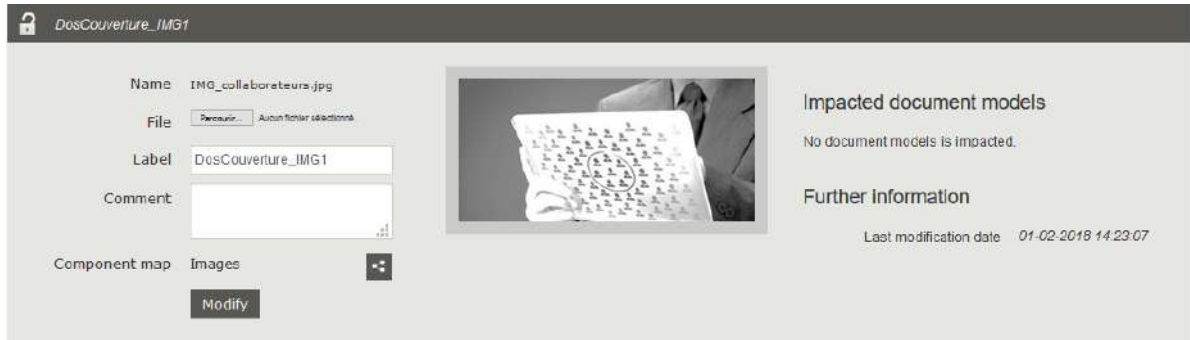 DosCouverture_IMG1
Name IMG_collaborateurs.jpg
File Parcourir... Aucun fichier sélectionné.
Label DosCouverture_IMG1
Comment
Component map Images
Modify
Impacted document models
No document models is impacted.
Further information
Last modification date 01-02-2018 14:23:07